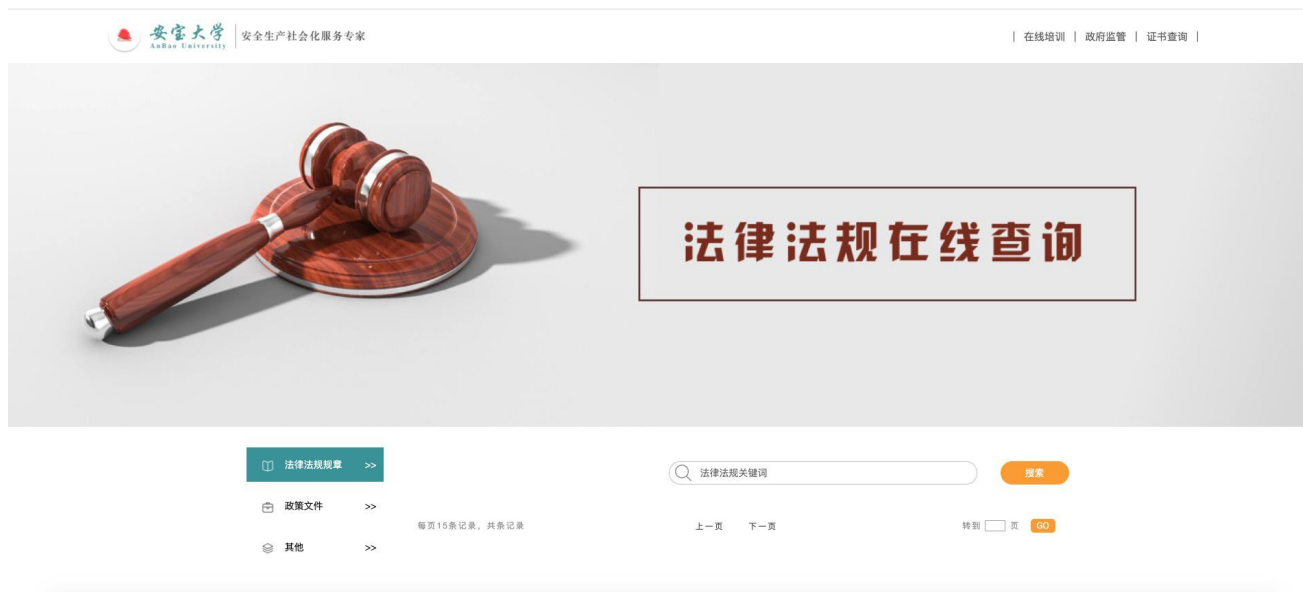 安宝大学
AnBao University
安全生产社会化服务专家
| 在线培训 | 政府监管 | 证书查询 |
法律法规在线查询
法律法规规章 >>
法律法规关键词
搜索
政策文件 >>
每页15条记录，共条记录
上一页 下一页
转到 页 GO
其他 >>